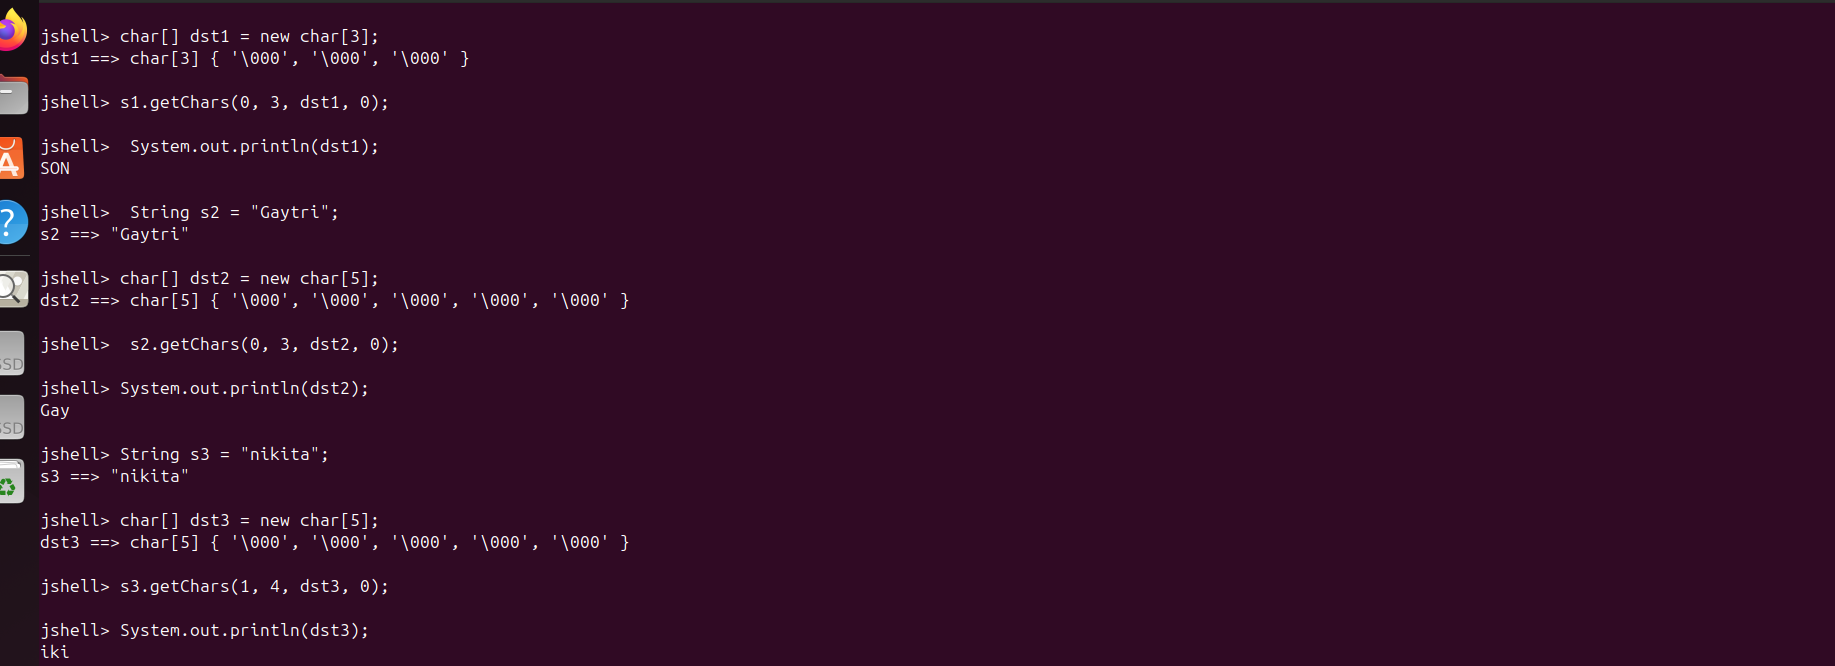 jshell> char[] dst1 = new char[3];
dst1 ==> char[3] { '\000', '\000', '\000' }
jshell> s1.getChars(0, 3, dst1, 0);
jshell>  System.out.println(dst1);
SON
jshell>  String s2 = "Gaytri";
s2 ==> "Gaytri"
jshell> char[] dst2 = new char[5];
dst2 ==> char[5] { '\000', '\000', '\000', '\000', '\000' }
jshell>  s2.getChars(0, 3, dst2, 0);
jshell> System.out.println(dst2);
Gay
jshell> String s3 = "nikita";
s3 ==> "nikita"
jshell> char[] dst3 = new char[5];
dst3 ==> char[5] { '\000', '\000', '\000', '\000', '\000' }
jshell> s3.getChars(1, 4, dst3, 0);
jshell> System.out.println(dst3);
iki
SSD
SSD